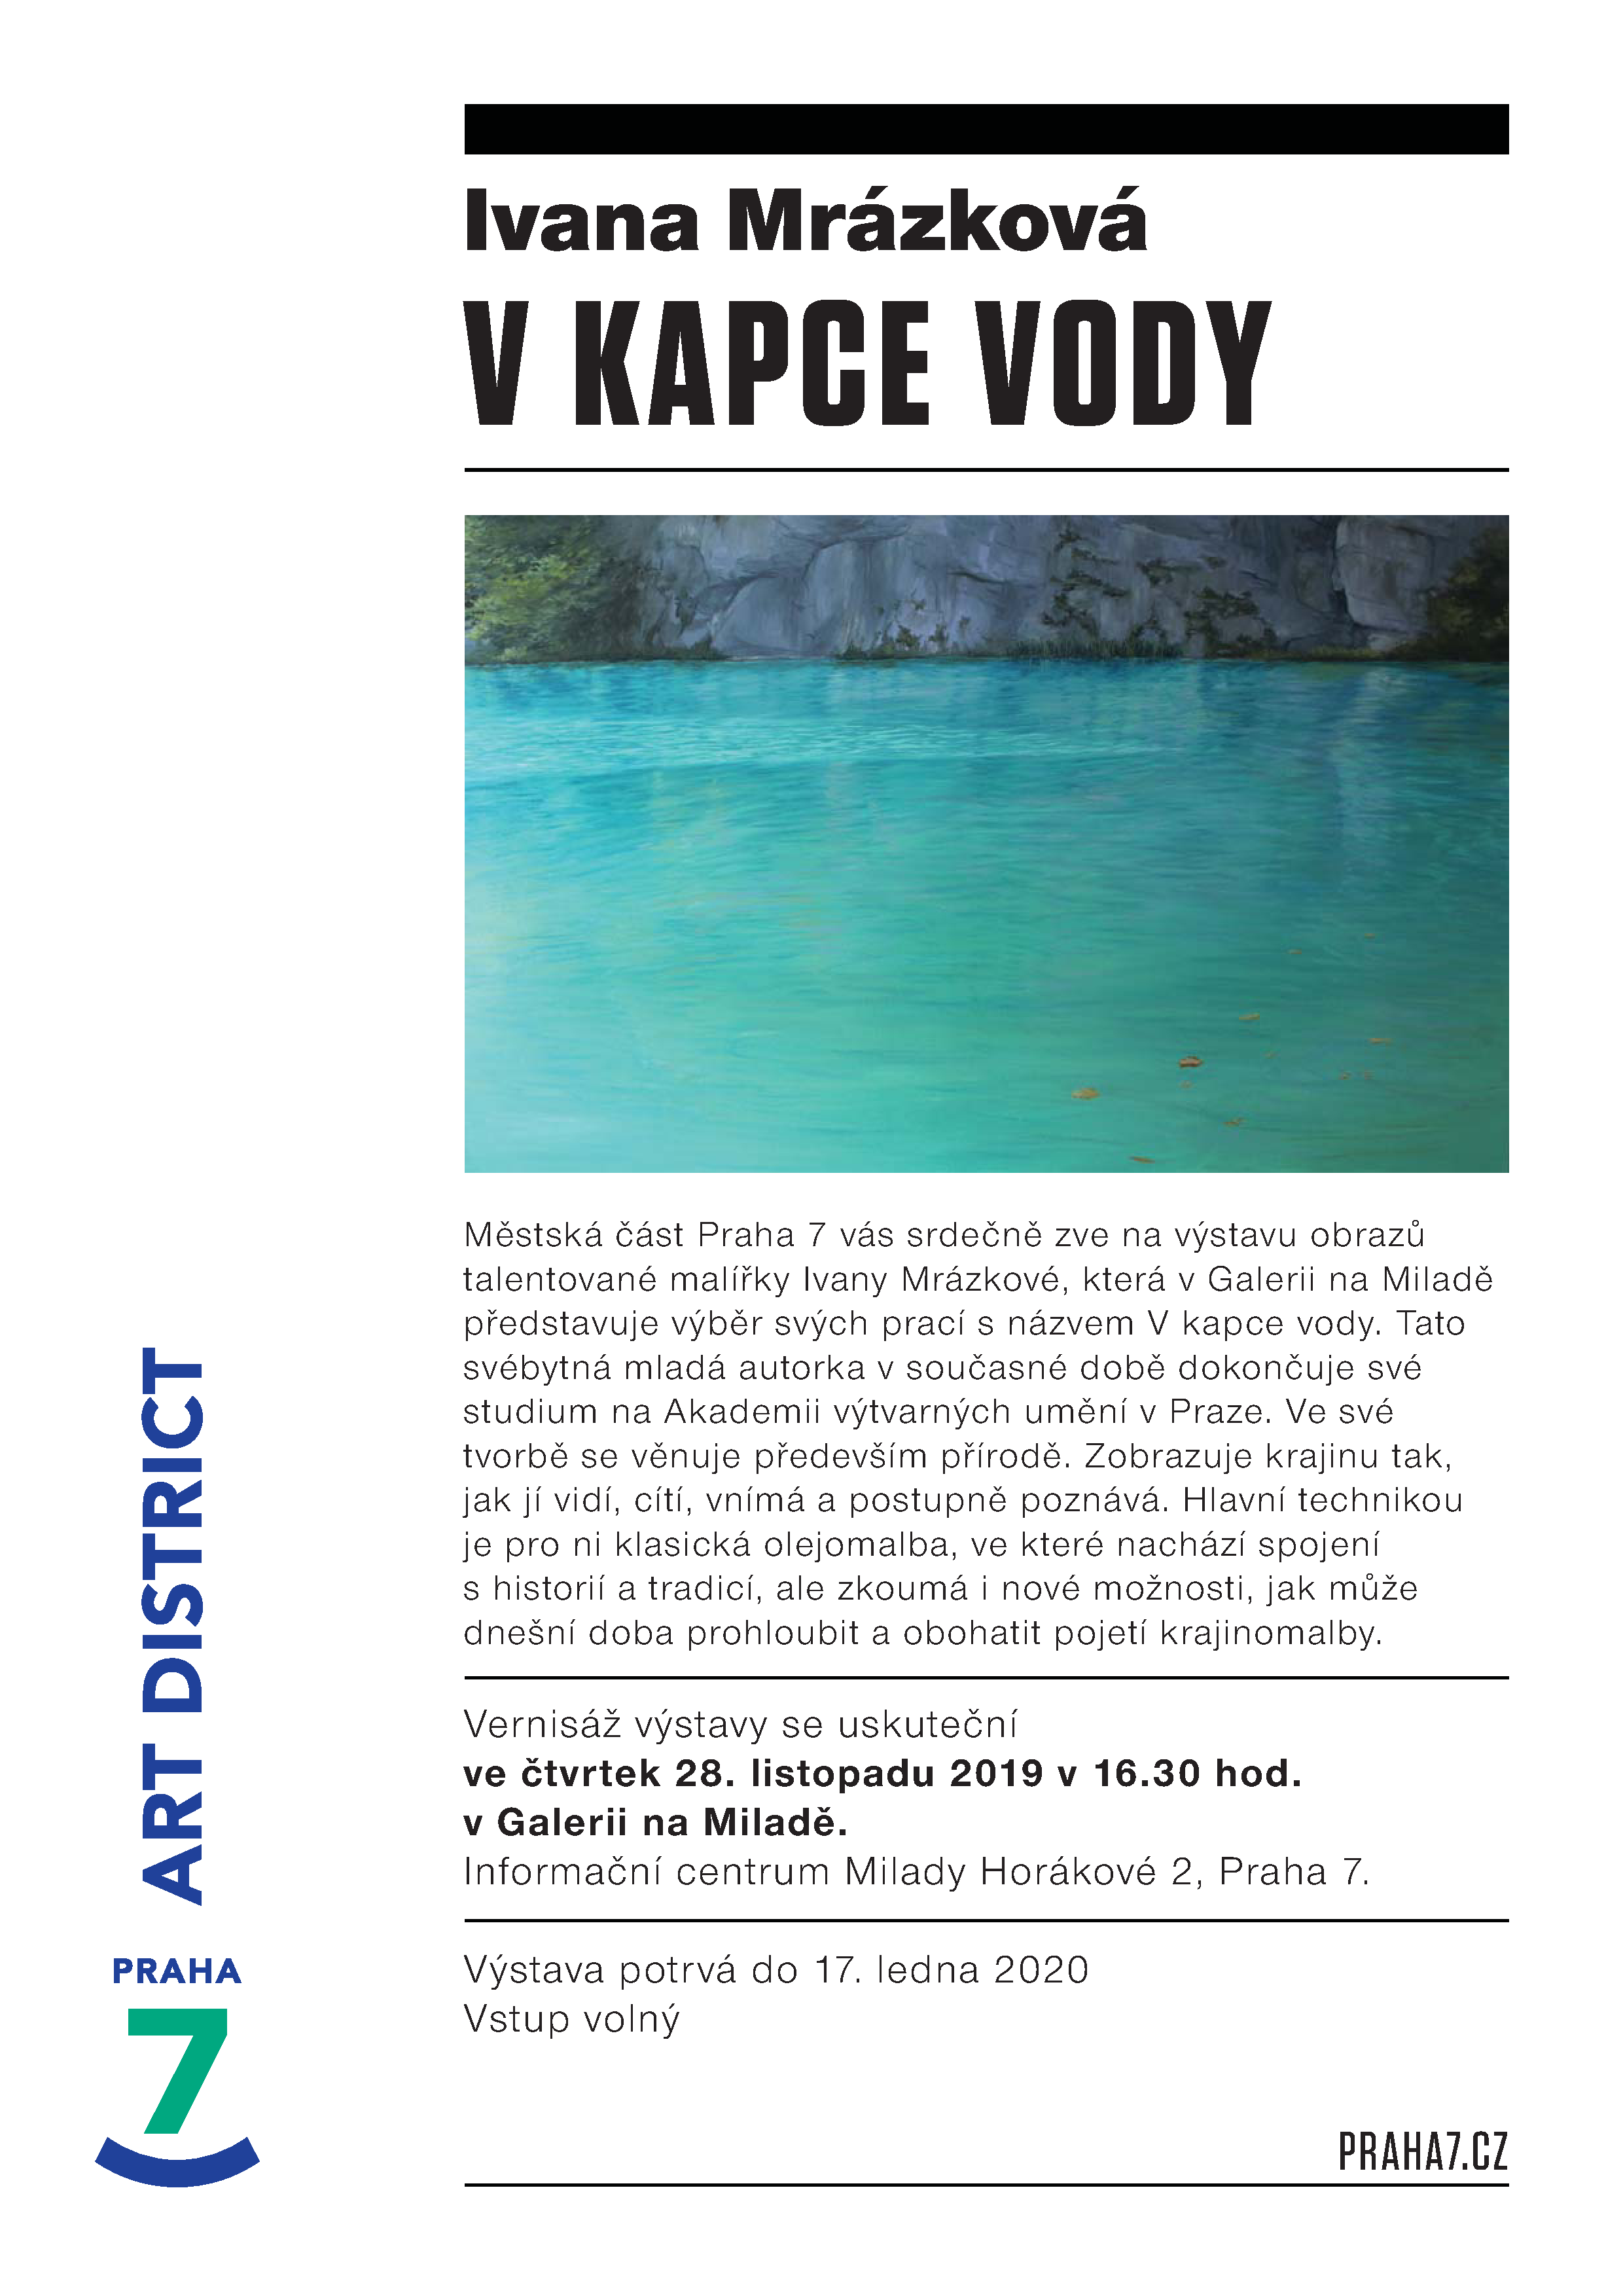 Ivana Mrázková
V KAPCE VODY
Městská část Praha 7 vás srdečně zve na výstavu obrazů
talentované malířky Ivany Mrázkové, která v Galerii na Miladě
představuje výběr svých prací s názvem V kapce vody. Tato
svébytná mladá autorka v současné době dokončuje své
studium na Akademii výtvarných umění v Praze. Ve své
tvorbě se věnuje především přírodě. Zobrazuje krajinu tak,
jak jí vidí, cítí, vnímá a postupně poznává. Hlavní technikou
je pro ni klasická olejomalba, ve které nachází spojení
s historií a tradicí, ale zkoumá i nové možnosti, jak může
dnešní doba prohloubit a obohatit pojetí krajinomalby.
Vernisáž výstavy se uskuteční
ve čtvrtek 28. listopadu 2019 v 16.30 hod.
v Galerii na Miladě.
Informační centrum Milady Horákové 2, Praha 7.
Výstava potrvá do 17. ledna 2020
Vstup volný
ART DISTRICT
PRAHA
7
PRAHA7.CZ